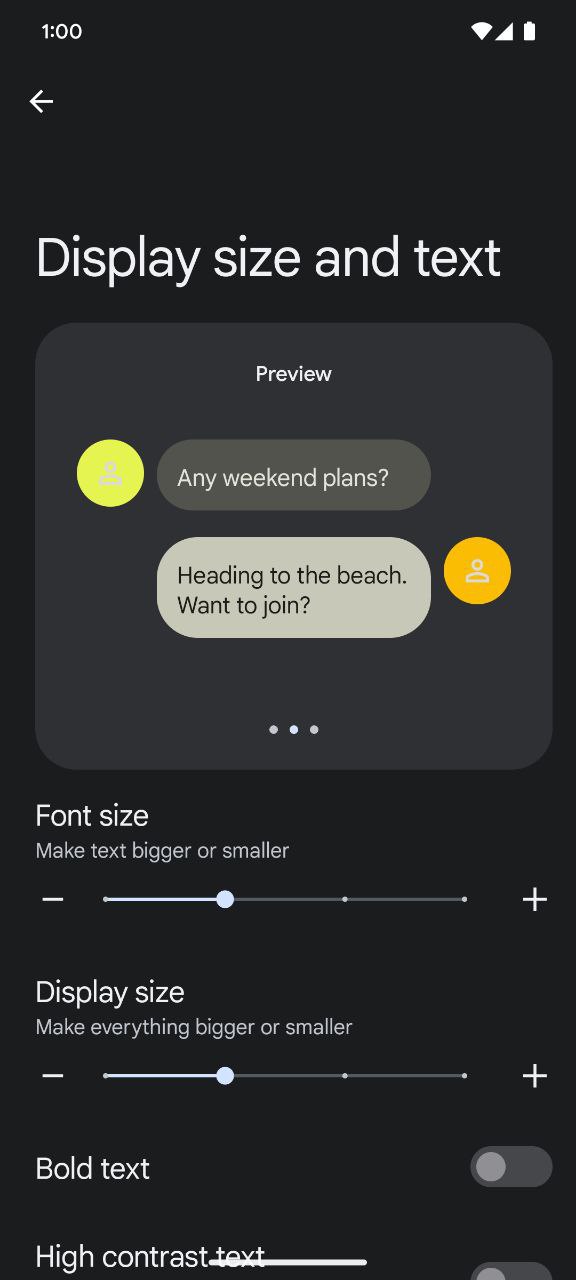 1:00
Display size and text
Preview
Any weekend plans?
Heading to the beach.
Want to join?
Font size
Make text bigger or smaller
Display size
Make everything bigger or smaller
Bold text
High contrast text